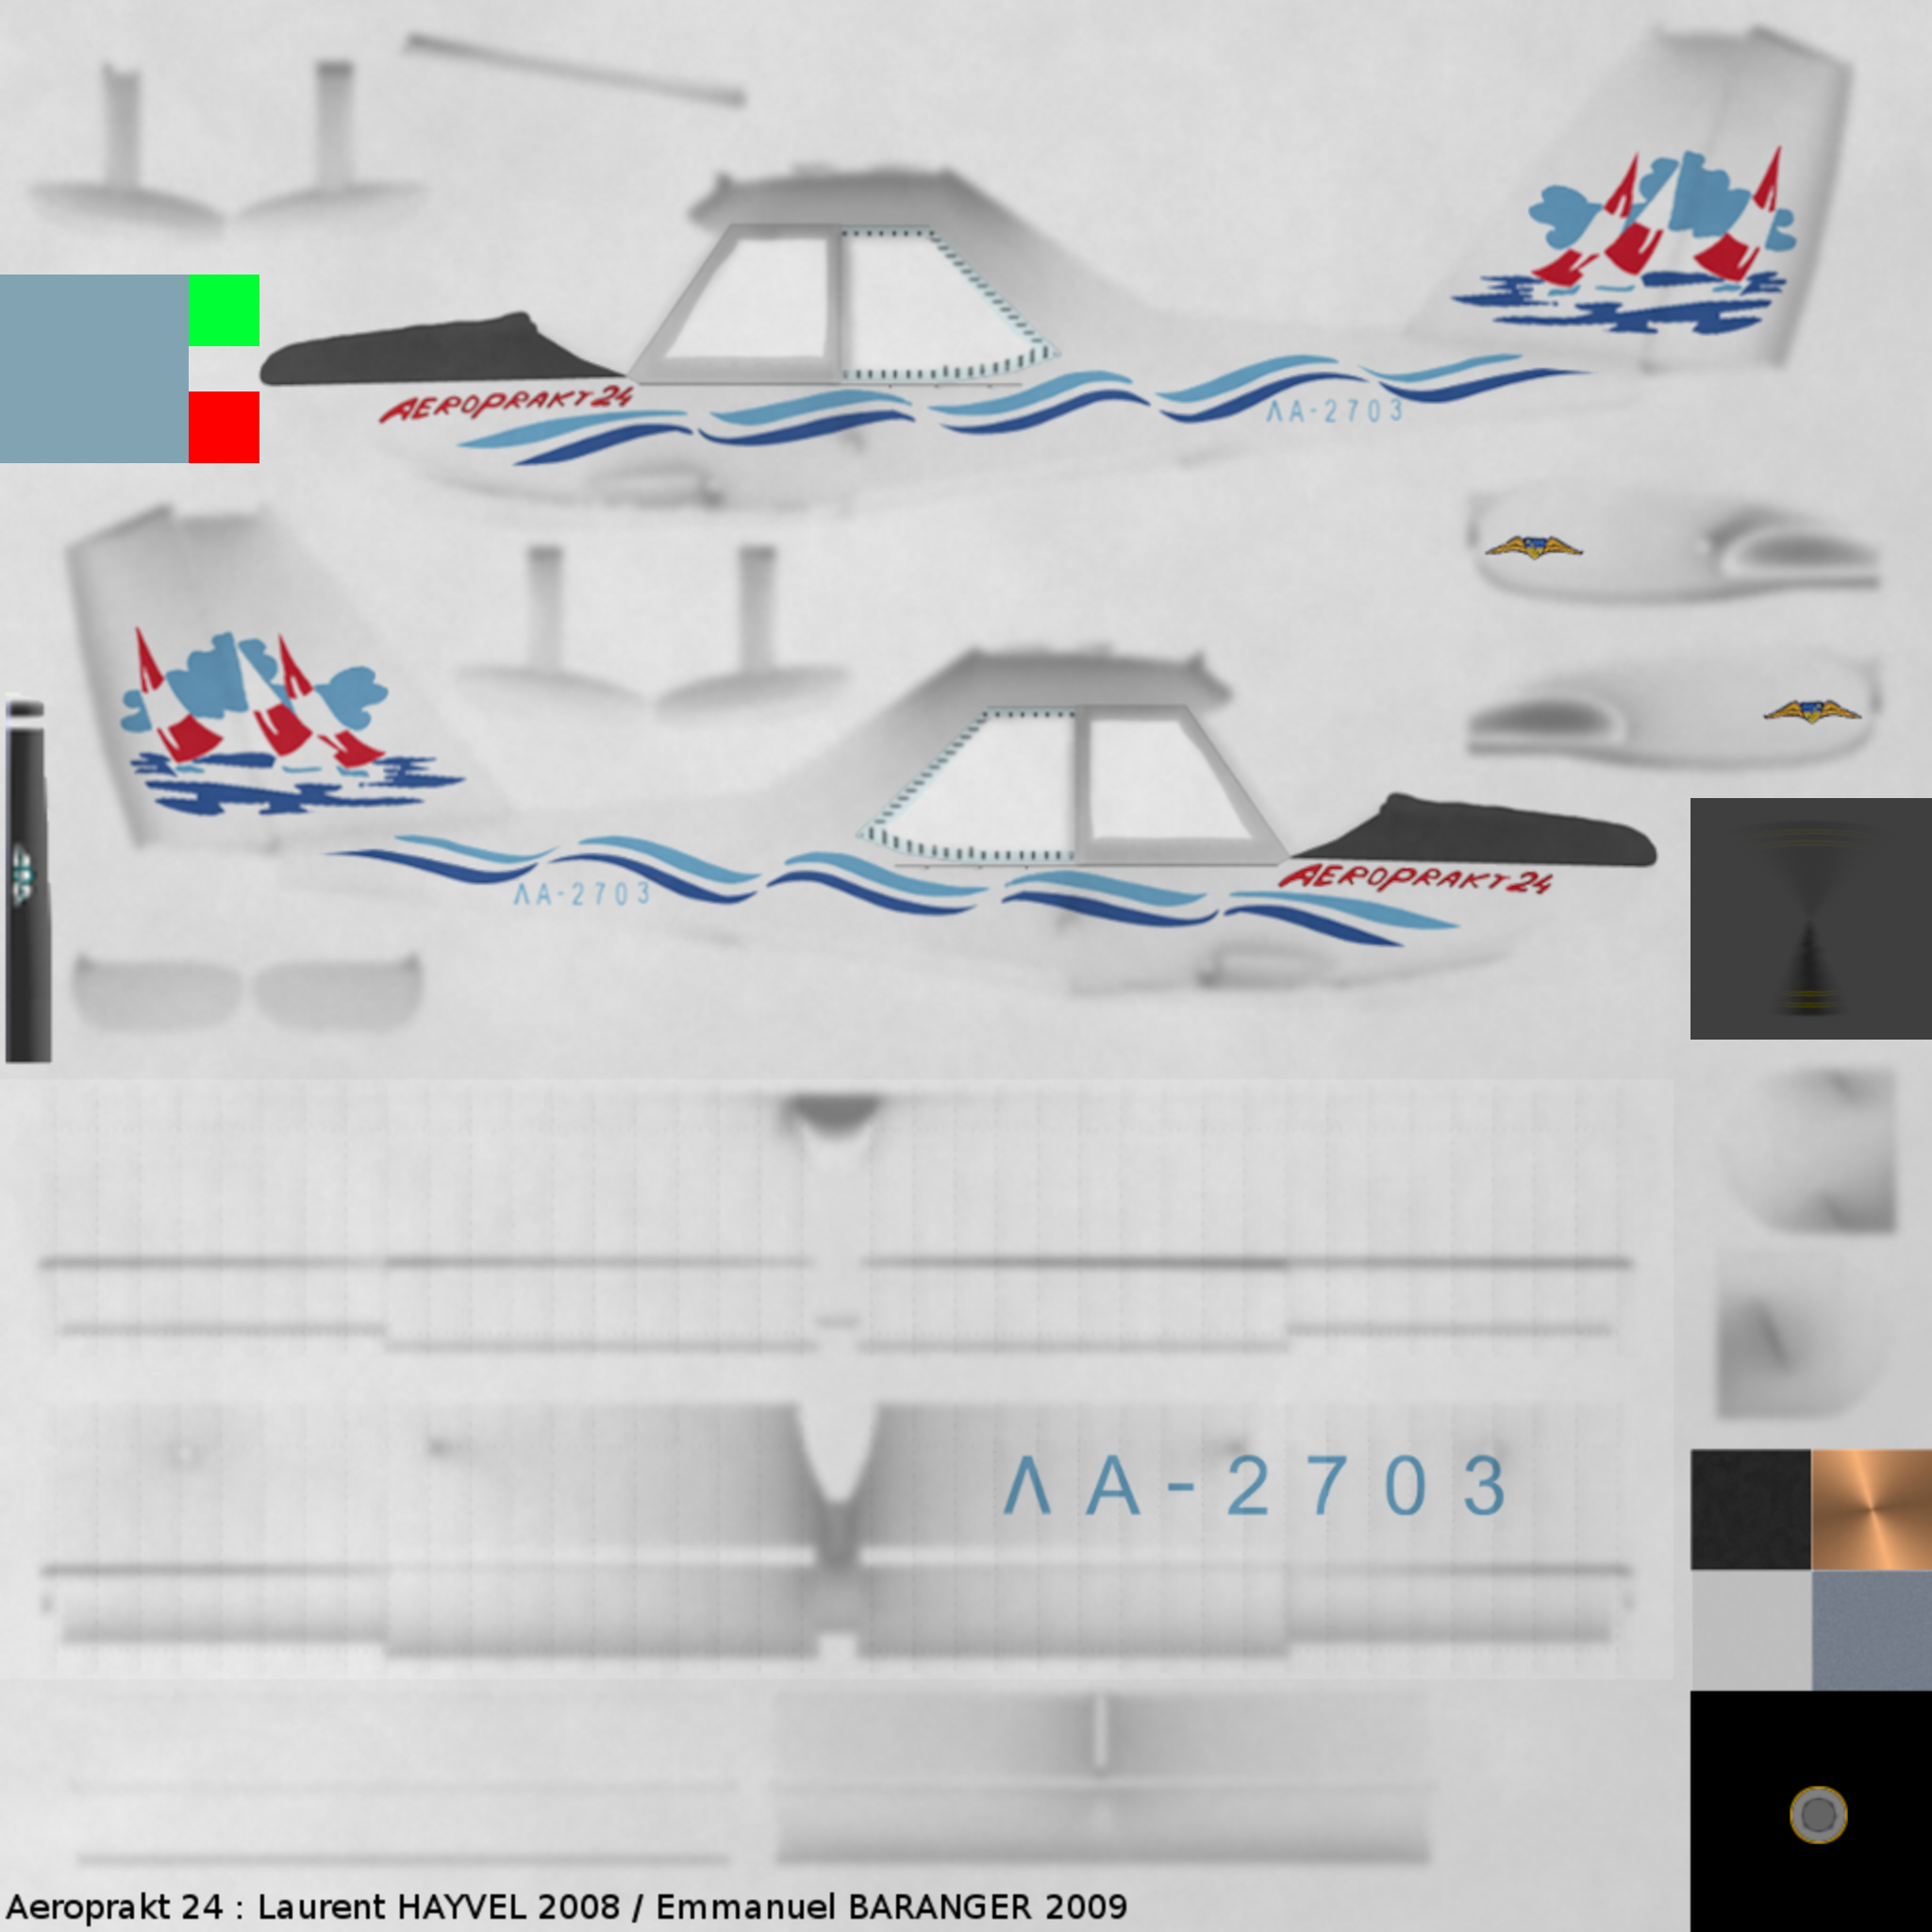 AEROPRAKT 24
ΛA-2703
ΛA-2703
AEROPRAKT 24
ΛA-2703
Aeroprakt 24 : Laurent HAYVEL 2008 / Emmanuel BARANGER 2009